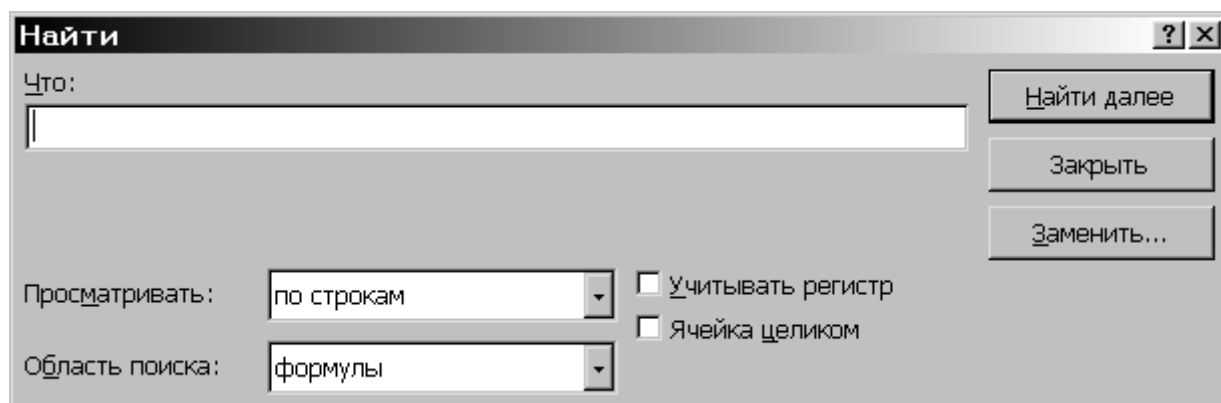 Найти
Что:
Найти далее
Закрыть
Заменить...
Просматривать: по строкам
Учитывать регистр
Ячейка целиком
Область поиска: формулы